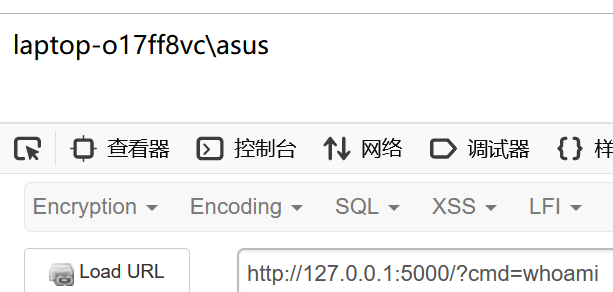 laptop-o17ff8vc\asus
查看器 控制台 网络 调试器 {} 样
Encryption Encoding SQL XSS LFI
Load URL http://127.0.0.1:5000/?cmd=whoami